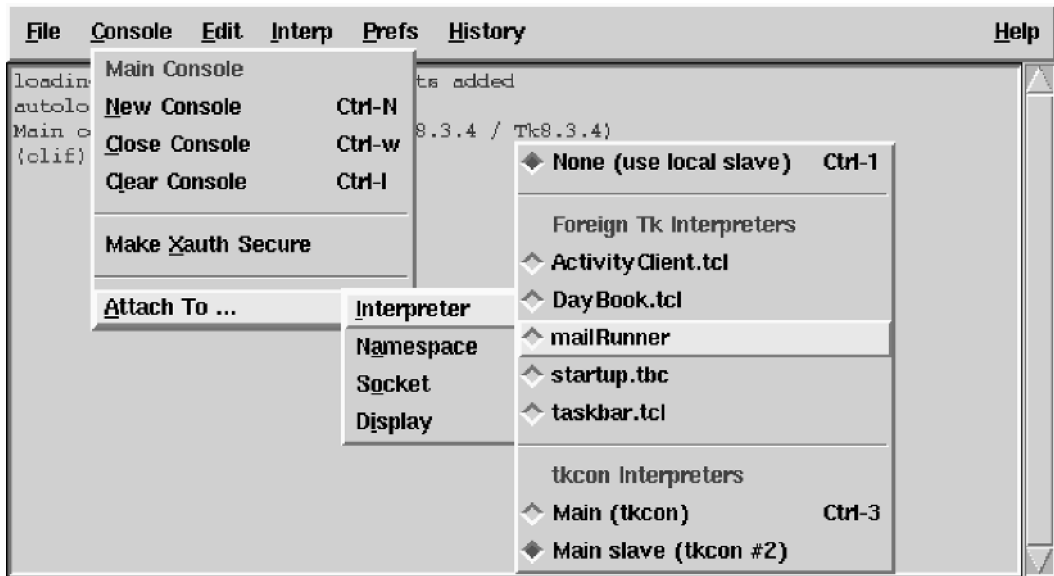 File Console Edit Interp Prefs History Help
loadin ts added
autolo
Main c 8.3.4 / Tk8.3.4)
(clif)
Main Console
New Console Ctrl-N
Close Console Ctrl-w
Clear Console Ctrl-l
Make Xauth Secure
Attach To ...
Interpreter
Namespace
Socket
Display
None (use local slave) Ctrl-1
Foreign Tk Interpreters
ActivityClient.tcl
DayBook.tcl
mailRunner
startup.tbc
taskbar.tcl
tkcon Interpreters
Main (tkcon) Ctrl-3
Main slave (tkcon #2)